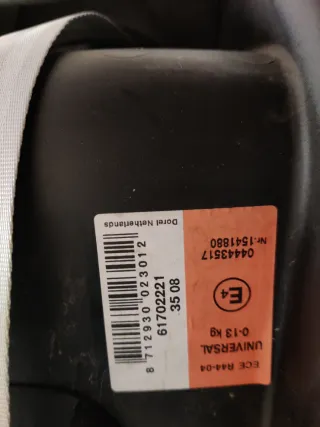 ECE R44-04
UNIVERSAL
0-13 kg
E4
04443517
Nr.:1541880
Dorel Netherlands
8 712930 023012
61702221
35 08